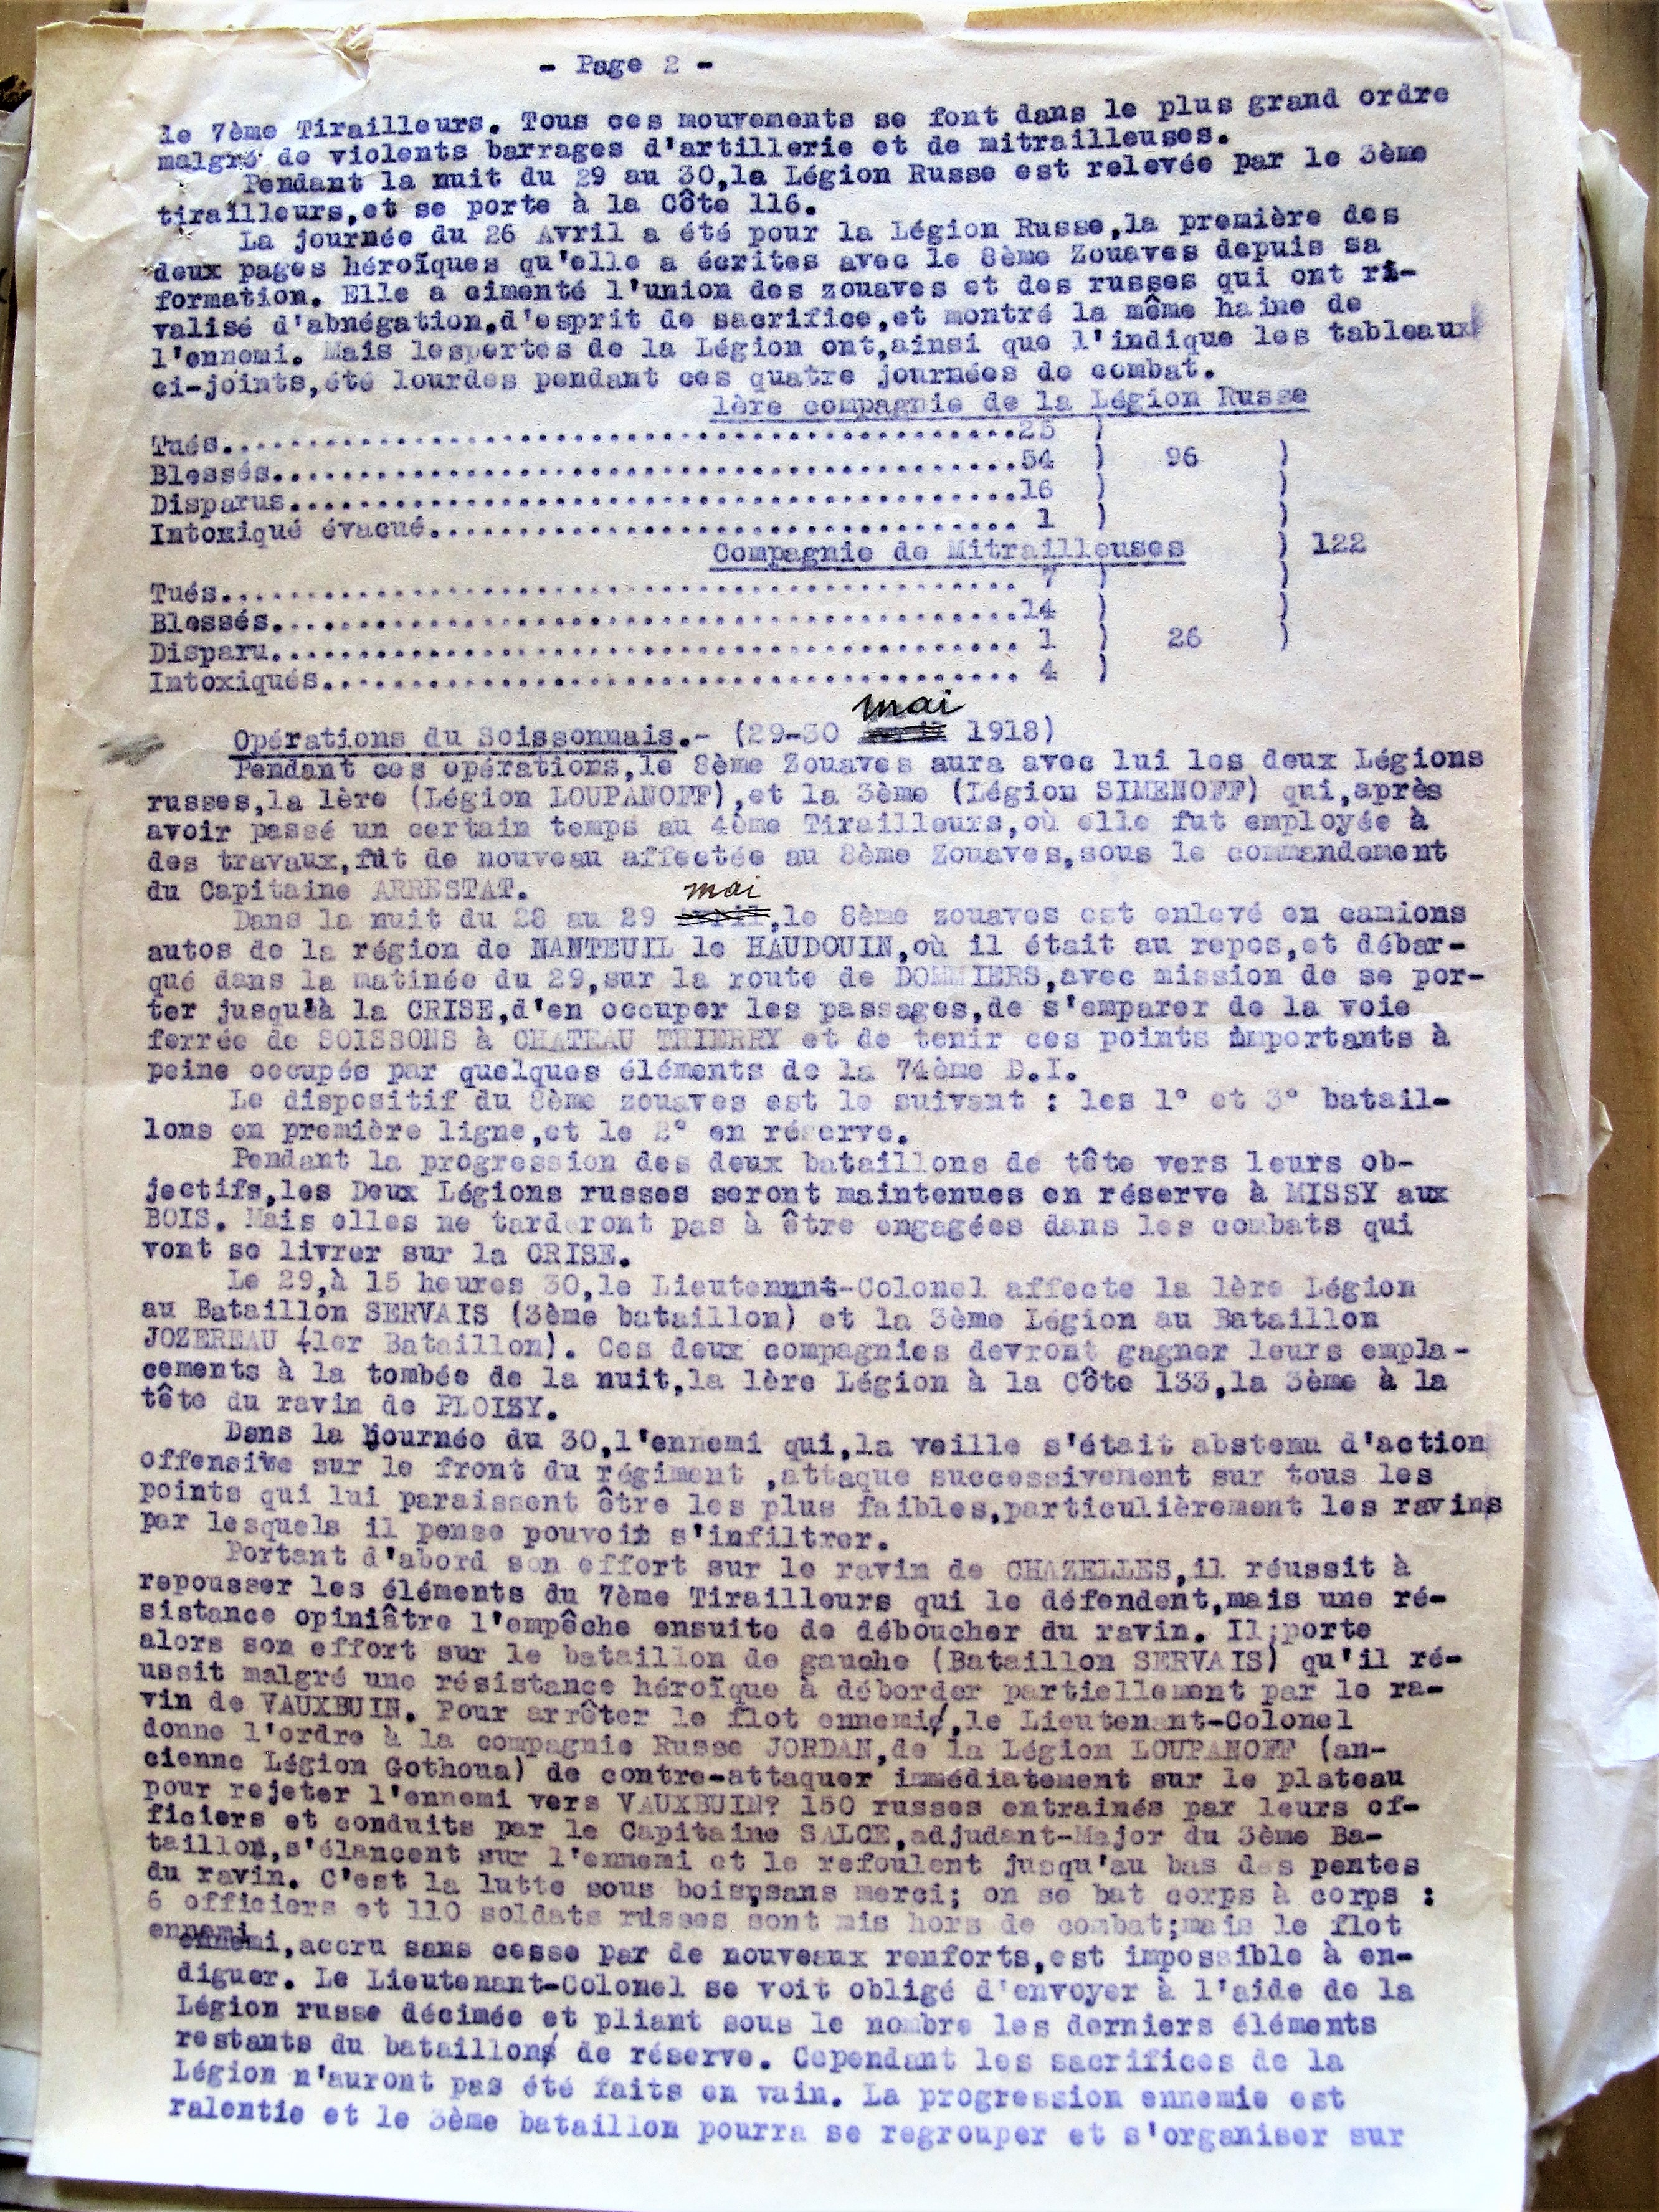 - Page 2 -
le 7ème Tirailleurs. Tous ces mouvements se font dans le plus grand ordre
malgré de violents barrages d'artillerie et de mitrailleuses.
Pendant la nuit du 29 au 30,la Légion Russe est relevée par le 3ème
tirailleurs,et se porte à la Côte 116.
La journée du 26 Avril a été pour la Légion Russe,la première des
deux pages héroïques qu'elle a écrites avec le 8ème Zouaves depuis sa
formation. Elle a cimenté l'union des zouaves et des russes qui ont ri-
valisé d'abnégation,d'esprit de sacrifice,et montré la même haine de
l'ennemi. Mais lespertes de la Légion ont,ainsi que l'indique les tableaux
ci-joints,été lourdes pendant ces quatre journées de combat.
1ère compagnie de la Légion Russe
Tués...............................................25 )
Blessés............................................54 ) 96 )
Disparus...........................................16 ) )
Intoxiqué évacué................................... 1 ) )
Compagnie de Mitrailleuses ) 122
Tués............................................... 7 ) )
Blessés............................................14 ) )
Disparu............................................ 1 ) 26 )
Intoxiqués......................................... 4 )
mai
Opérations du Soissonnais.- (29-30 1918)
Pendant ces opérations,le 8ème Zouaves aura avec lui les deux Légions
russes,la 1ère (Légion LOUPANOFF),et la 3ème (Légion SIMENOFF) qui,après
avoir passé un certain temps au 4ème Tirailleurs,où elle fut employée à
des travaux,fût de nouveau affectée au 8ème Zouaves,sous le commandement
du Capitaine ARRESTAT.
mai
Dans la nuit du 28 au 29 Avril,le 8ème zouaves est enlevé en camions
autos de la région de NANTEUIL le HAUDOUIN,où il était au repos,et débar-
qué dans la matinée du 29,sur la route de DOMMIERS,avec mission de se por-
ter jusqu'à la CRISE,d'en occuper les passages,de s'emparer de la voie
ferrée de SOISSONS à CHATEAU THIERRY et de tenir ces points importants à
peine occupés par quelques éléments de la 74ème D.I.
Le dispositif du 8ème zouaves est le suivant : les 1° et 3° batail-
lons en première ligne,et le 2° en réserve.
Pendant la progression des deux bataillons de tête vers leurs ob-
jectifs,les Deux Légions russes seront maintenues en réserve à MISSY aux
BOIS. Mais elles ne tarderont pas à être engagées dans les combats qui
vont se livrer sur la CRISE.
Le 29,à 15 heures 30,le Lieutenant-Colonel affecte la 1ère Légion
au Bataillon SERVAIS (3ème bataillon) et la 3ème Légion au Bataillon
JOZEREAU (1er Bataillon). Ces deux compagnies devront gagner leurs empla-
cements à la tombée de la nuit,la 1ère Légion à la Côte 133,la 3ème à la
tête du ravin de PLOISY.
Dans la journée du 30,l'ennemi qui,la veille s'était abstenu d'action
offensive sur le front du régiment ,attaque successivement sur tous les
points qui lui paraissent être les plus faibles,particulièrement les ravins
par lesquels il pense pouvoir s'infiltrer.
Portant d'abord son effort sur le ravin de CHAZELLES,il réussit à
repousser les éléments du 7ème Tirailleurs qui le défendent,mais une ré-
sistance opiniâtre l'empêche ensuite de déboucher du ravin. Il porte
alors son effort sur le bataillon de gauche (Bataillon SERVAIS) qu'il ré-
ussit malgré une résistance héroïque à déborder partiellement par le ra-
vin de VAUXBUIN. Pour arrêter le flot ennemi,le Lieutenant-Colonel
donne l'ordre à la compagnie Russe JORDAN,de la Légion LOUPANOFF (an-
cienne Légion Gothoua) de contre-attaquer immédiatement sur le plateau
pour rejeter l'ennemi vers VAUXBUIN? 150 russes entrainés par leurs of-
ficiers et conduits par le Capitaine SALCE,adjudant-Major du 3ème Ba-
taillon,s'élancent sur l'ennemi et le refoulent jusqu'au bas des pentes
du ravin. C'est la lutte sous bois,sans merci; on se bat corps à corps :
6 officiers et 110 soldats russes sont mis hors de combat;mais le flot
ennemi
ennemi,accru sans cesse par de nouveaux renforts,est impossible à en-
diguer. Le Lieutenant-Colonel se voit obligé d'envoyer à l'aide de la
Légion russe décimée et pliant sous le nombre les derniers éléments
restants du bataillon de réserve. Cependant les sacrifices de la
Légion n'auront pas été faits en vain. La progression ennemie est
ralentie et le 3ème bataillon pourra se regrouper et s'organiser sur